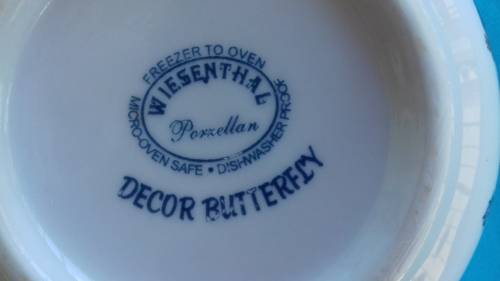 FREEZER TO OVEN
WIESENTHAL
Porzellan
MICRO-OVEN SAFE • DISHWASHER PROOF
DECOR BUTTERFLY